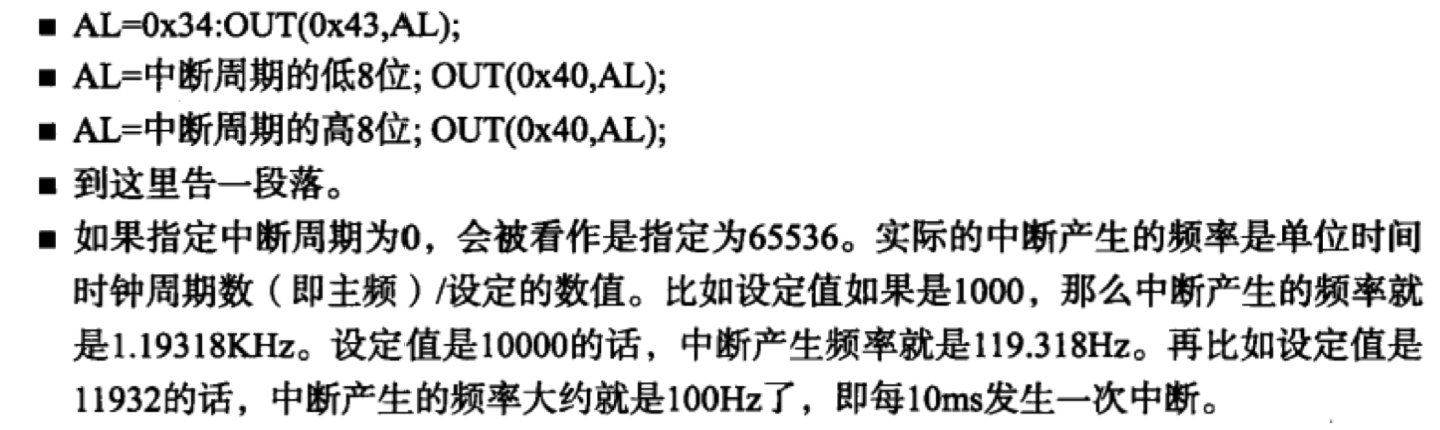 ■ AL=0x34:OUT(0x43,AL);
■ AL=中断周期的低8位; OUT(0x40,AL);
■ AL=中断周期的高8位; OUT(0x40,AL);
■ 到这里告一段落。
■ 如果指定中断周期为0，会被看作是指定为65536。实际的中断产生的频率是单位时间
时钟周期数（即主频）/设定的数值。比如设定值如果是1000，那么中断产生的频率就
是1.19318KHz。设定值是10000的话，中断产生频率就是119.318Hz。再比如设定值是
11932的话，中断产生的频率大约就是100Hz了，即每10ms发生一次中断。